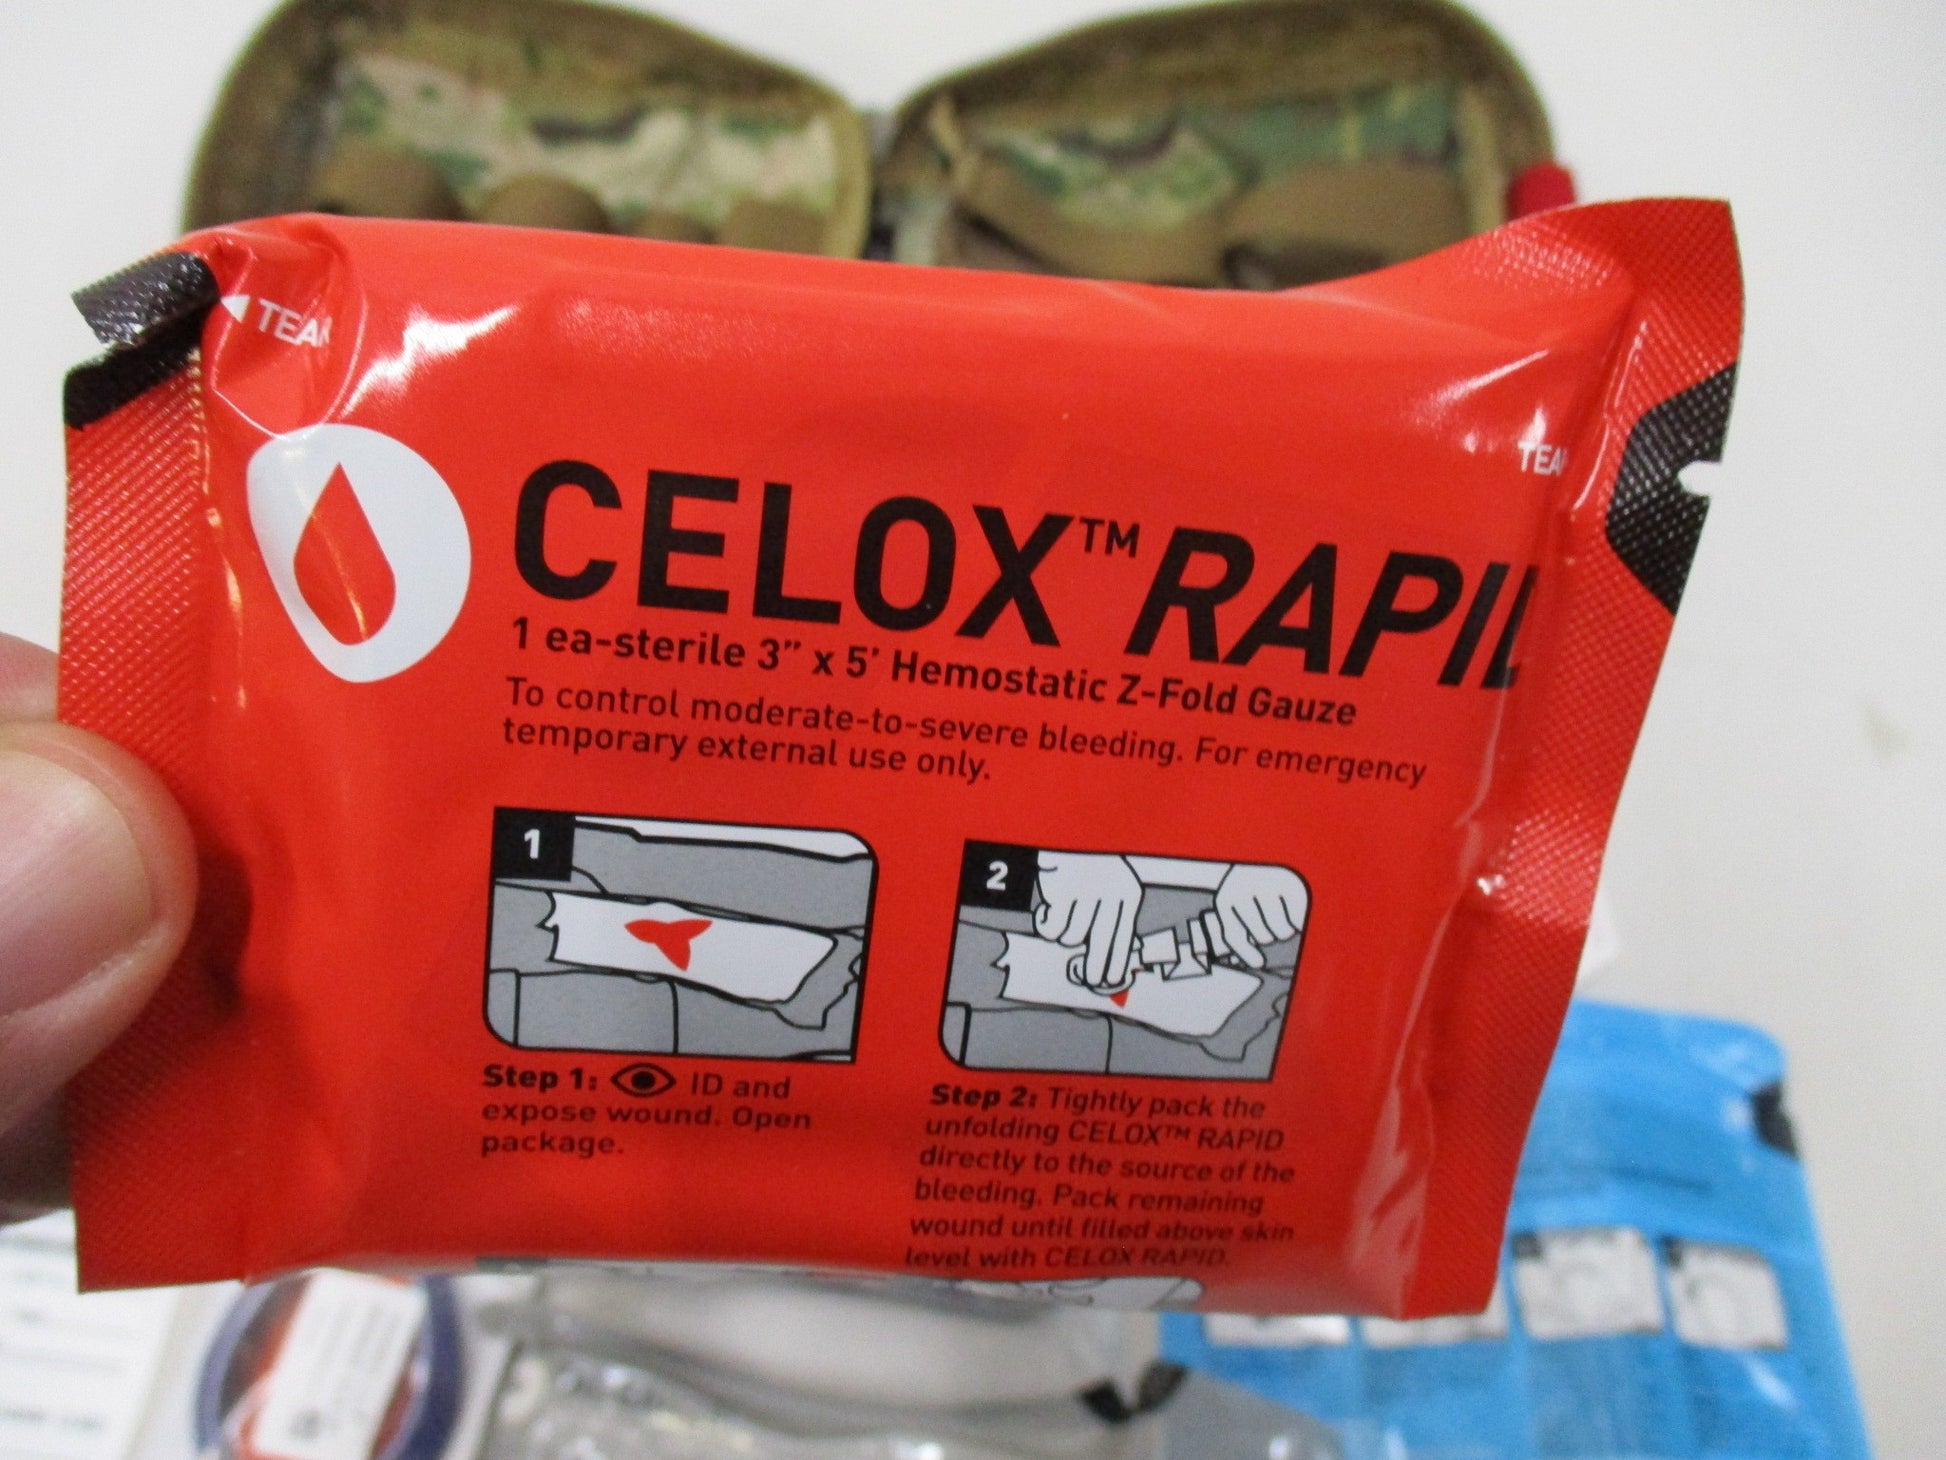 TEAR
TEAR
CELOX™ RAPID
1 ea-sterile 3" x 5' Hemostatic Z-Fold Gauze
To control moderate-to-severe bleeding. For emergency
temporary external use only.
1
2
Step 1: ID and
expose wound. Open
package.
Step 2: Tightly pack the
unfolding CELOX™ RAPID
directly to the source of the
bleeding. Pack remaining
wound until filled above skin
level with CELOX RAPID.